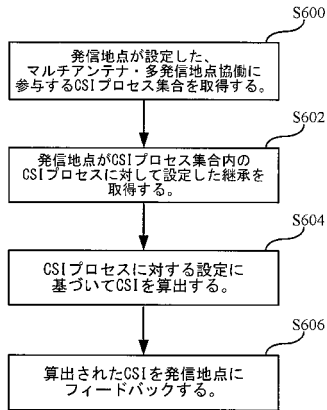 S600
発信地点が設定した、
マルチアンテナ・多発信地点協働に
参与するCSIプロセス集合を取得する。
S602
発信地点がCSIプロセス集合内の
CSIプロセスに対して設定した継承を
取得する。
S604
CSIプロセスに対する設定に
基づいてCSIを算出する。
S606
算出されたCSIを発信地点に
フィードバックする。